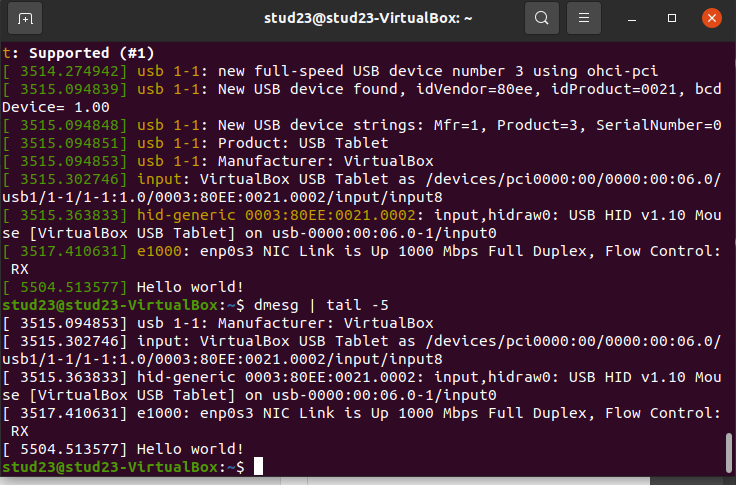 stud23@stud23-VirtualBox: ~
t: Supported (#1)
[ 3514.274942] usb 1-1: new full-speed USB device number 3 using ohci-pci
[ 3515.094839] usb 1-1: New USB device found, idVendor=80ee, idProduct=0021, bcd
Device= 1.00
[ 3515.094848] usb 1-1: New USB device strings: Mfr=1, Product=3, SerialNumber=0
[ 3515.094851] usb 1-1: Product: USB Tablet
[ 3515.094853] usb 1-1: Manufacturer: VirtualBox
[ 3515.302746] input: VirtualBox USB Tablet as /devices/pci0000:00/0000:00:06.0/
usb1/1-1/1-1:1.0/0003:80EE:0021.0002/input/input8
[ 3515.363833] hid-generic 0003:80EE:0021.0002: input,hidraw0: USB HID v1.10 Mou
se [VirtualBox USB Tablet] on usb-0000:00:06.0-1/input0
[ 3517.410631] e1000: enp0s3 NIC Link is Up 1000 Mbps Full Duplex, Flow Control:
 RX
[ 5504.513577] Hello world!
stud23@stud23-VirtualBox:~$ dmesg | tail -5
[ 3515.094853] usb 1-1: Manufacturer: VirtualBox
[ 3515.302746] input: VirtualBox USB Tablet as /devices/pci0000:00/0000:00:06.0/
usb1/1-1/1-1:1.0/0003:80EE:0021.0002/input/input8
[ 3515.363833] hid-generic 0003:80EE:0021.0002: input,hidraw0: USB HID v1.10 Mou
se [VirtualBox USB Tablet] on usb-0000:00:06.0-1/input0
[ 3517.410631] e1000: enp0s3 NIC Link is Up 1000 Mbps Full Duplex, Flow Control:
 RX
[ 5504.513577] Hello world!
stud23@stud23-VirtualBox:~$